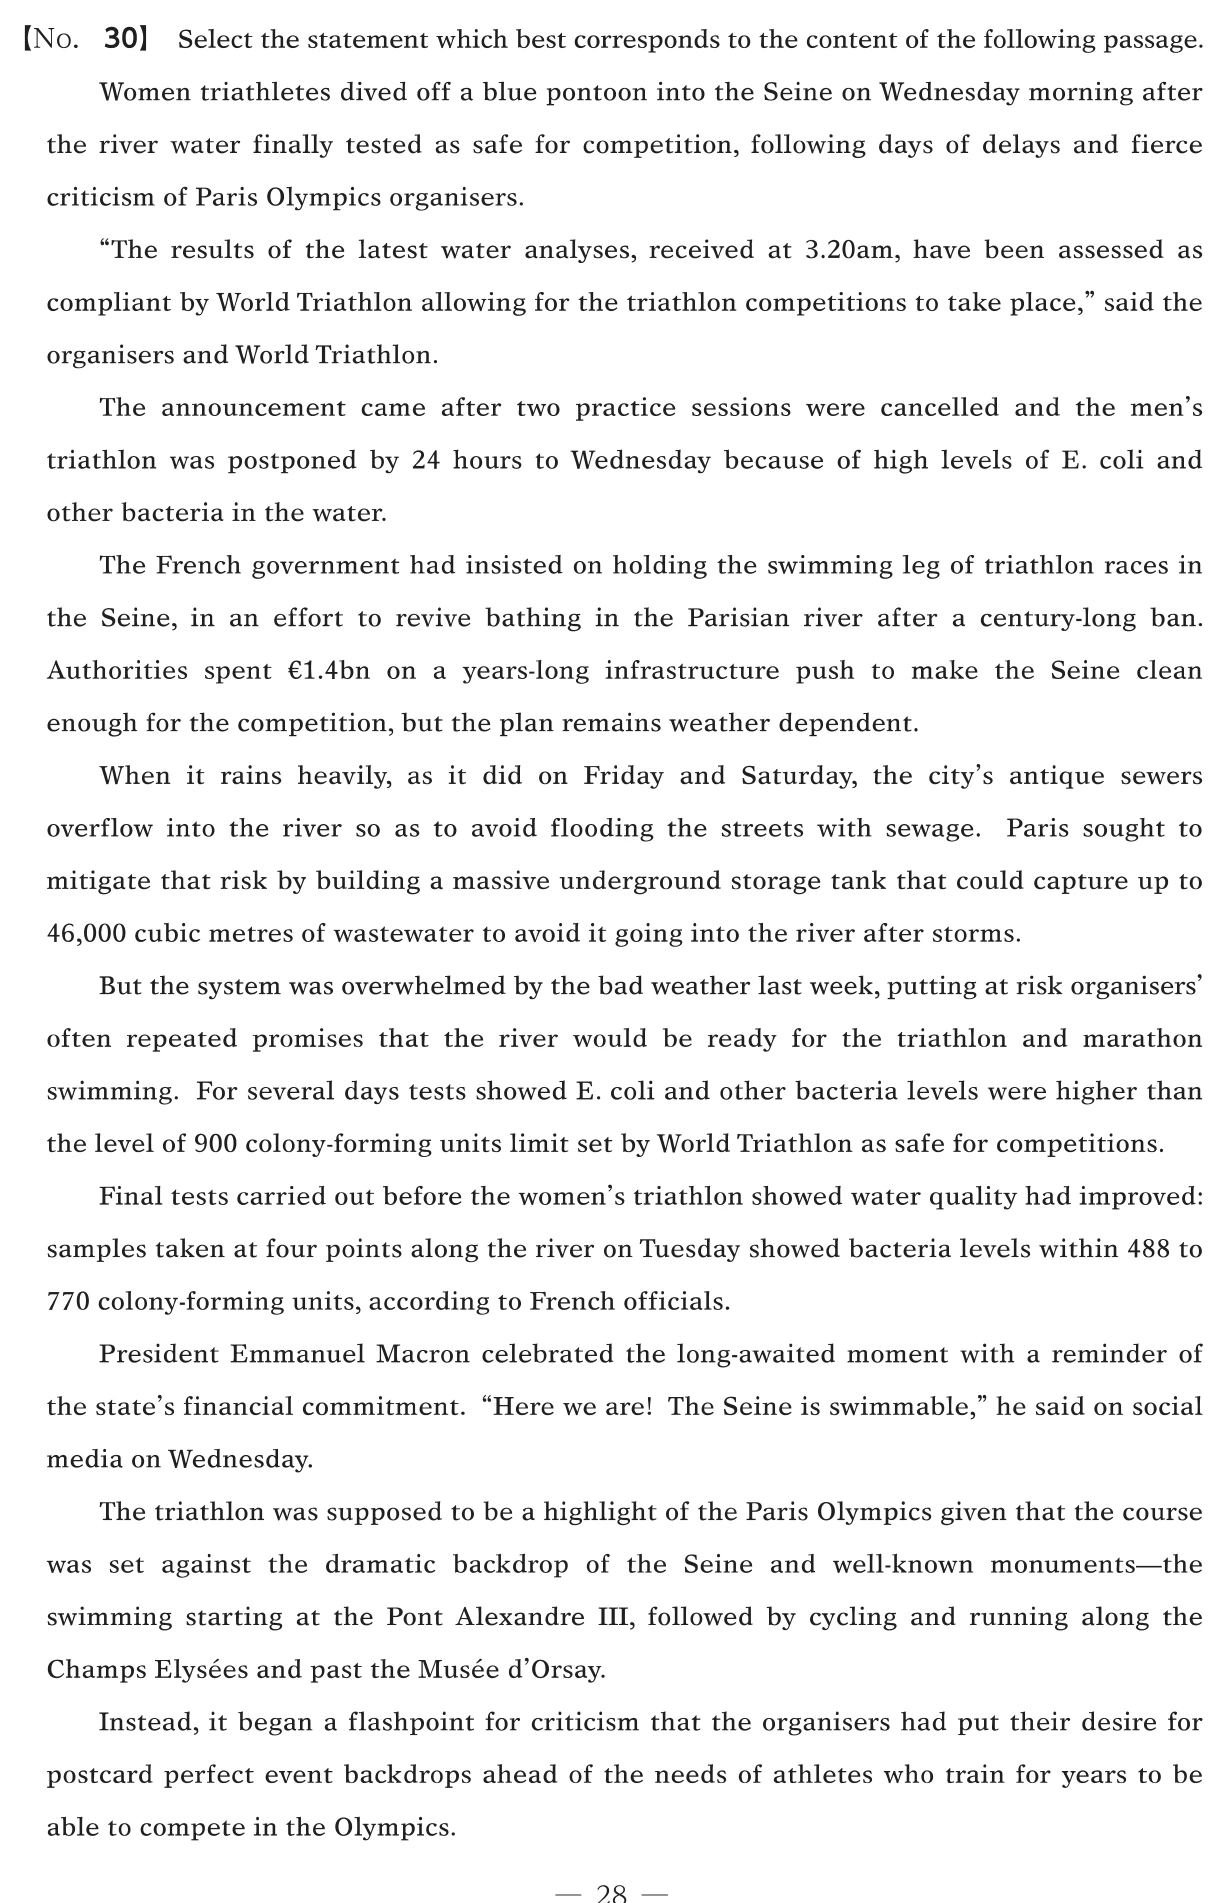 【No. 30】 Select the statement which best corresponds to the content of the following passage.
Women triathletes dived off a blue pontoon into the Seine on Wednesday morning after
the river water finally tested as safe for competition, following days of delays and fierce
criticism of Paris Olympics organisers.
“The results of the latest water analyses, received at 3.20am, have been assessed as
compliant by World Triathlon allowing for the triathlon competitions to take place,” said the
organisers and World Triathlon.
The announcement came after two practice sessions were cancelled and the men’s
triathlon was postponed by 24 hours to Wednesday because of high levels of E. coli and
other bacteria in the water.
The French government had insisted on holding the swimming leg of triathlon races in
the Seine, in an effort to revive bathing in the Parisian river after a century-long ban.
Authorities spent €1.4bn on a years-long infrastructure push to make the Seine clean
enough for the competition, but the plan remains weather dependent.
When it rains heavily, as it did on Friday and Saturday, the city’s antique sewers
overflow into the river so as to avoid flooding the streets with sewage. Paris sought to
mitigate that risk by building a massive underground storage tank that could capture up to
46,000 cubic metres of wastewater to avoid it going into the river after storms.
But the system was overwhelmed by the bad weather last week, putting at risk organisers’
often repeated promises that the river would be ready for the triathlon and marathon
swimming. For several days tests showed E. coli and other bacteria levels were higher than
the level of 900 colony-forming units limit set by World Triathlon as safe for competitions.
Final tests carried out before the women’s triathlon showed water quality had improved:
samples taken at four points along the river on Tuesday showed bacteria levels within 488 to
770 colony-forming units, according to French officials.
President Emmanuel Macron celebrated the long-awaited moment with a reminder of
the state’s financial commitment. “Here we are! The Seine is swimmable,” he said on social
media on Wednesday.
The triathlon was supposed to be a highlight of the Paris Olympics given that the course
was set against the dramatic backdrop of the Seine and well-known monuments—the
swimming starting at the Pont Alexandre III, followed by cycling and running along the
Champs Elysées and past the Musée d’Orsay.
Instead, it began a flashpoint for criticism that the organisers had put their desire for
postcard perfect event backdrops ahead of the needs of athletes who train for years to be
able to compete in the Olympics.
— 28 —